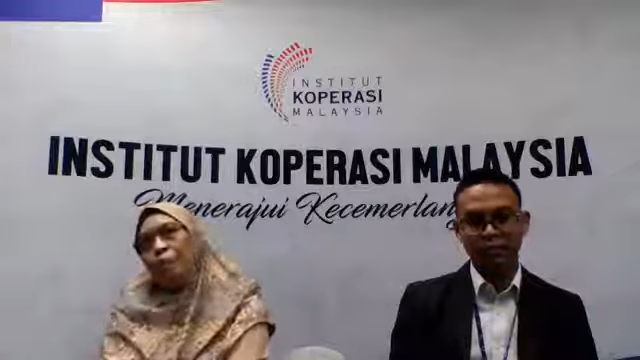 INSTITUT
KOPERASI
MALAYSIA
INSTITUT KOPERASI MALAYSIA
Menerajui